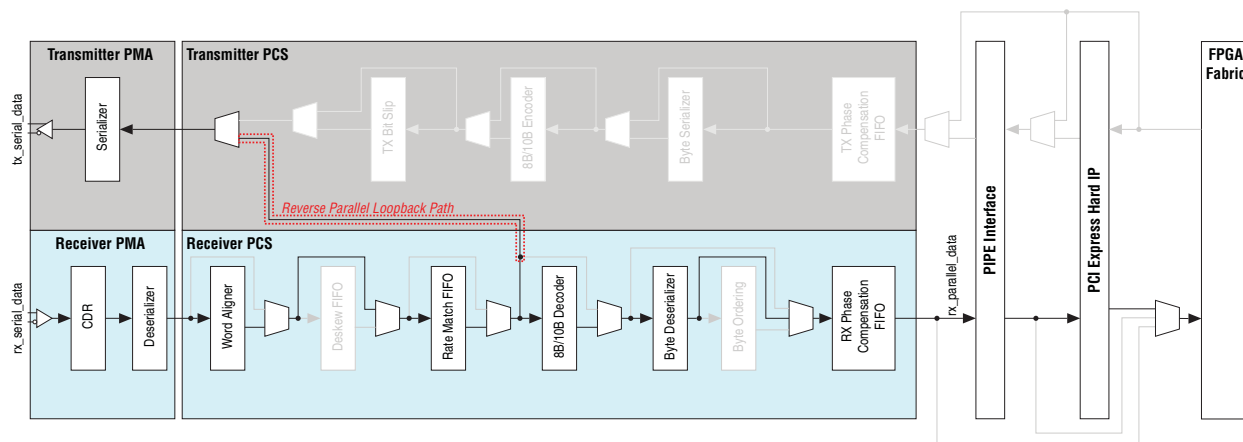 Transmitter PMA
Transmitter PCS
FPGA
Fabric
tx_serial_data
Serializer
TX Bit Slip
8B/10B Encoder
Byte Serializer
TX Phase
Compensation
FIFO
Reverse Parallel Loopback Path
PIPE Interface
PCI Express Hard IP
Receiver PMA
Receiver PCS
rx_serial_data
CDR
Deserializer
Word Aligner
Deskew FIFO
Rate Match FIFO
8B/10B Decoder
Byte Deserializer
Byte Ordering
RX Phase
Compensation
FIFO
rx_parallel_data